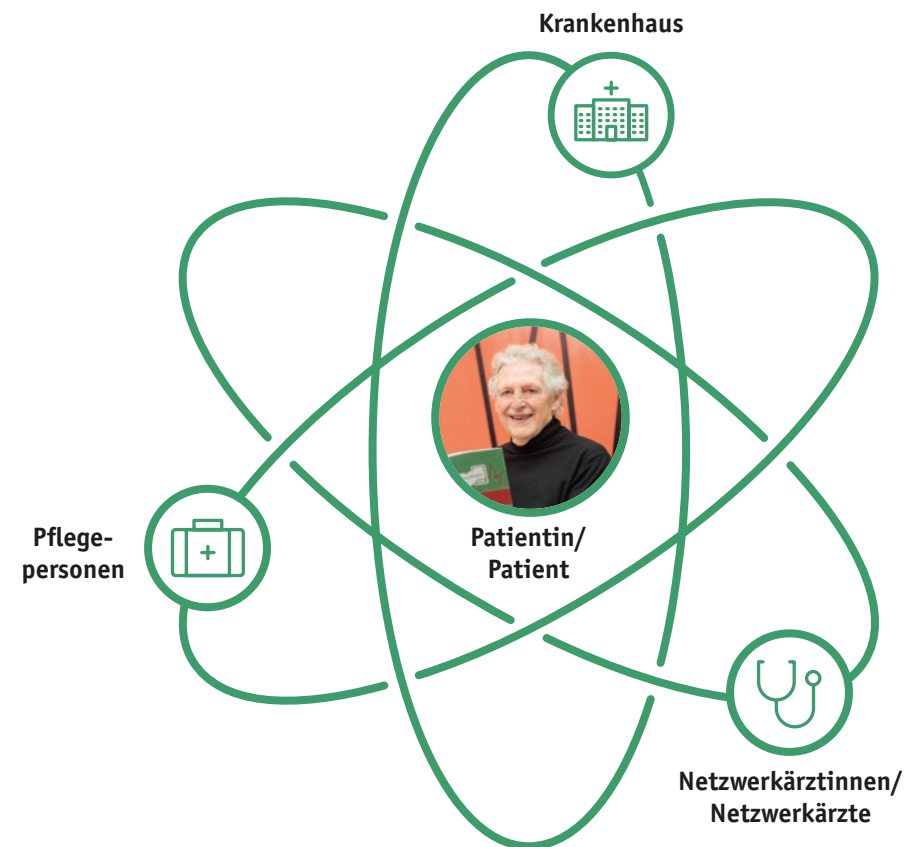 Krankenhaus
Patientin/
Patient
Pflege-
personen
Netzwerkärztinnen/
Netzwerkärzte